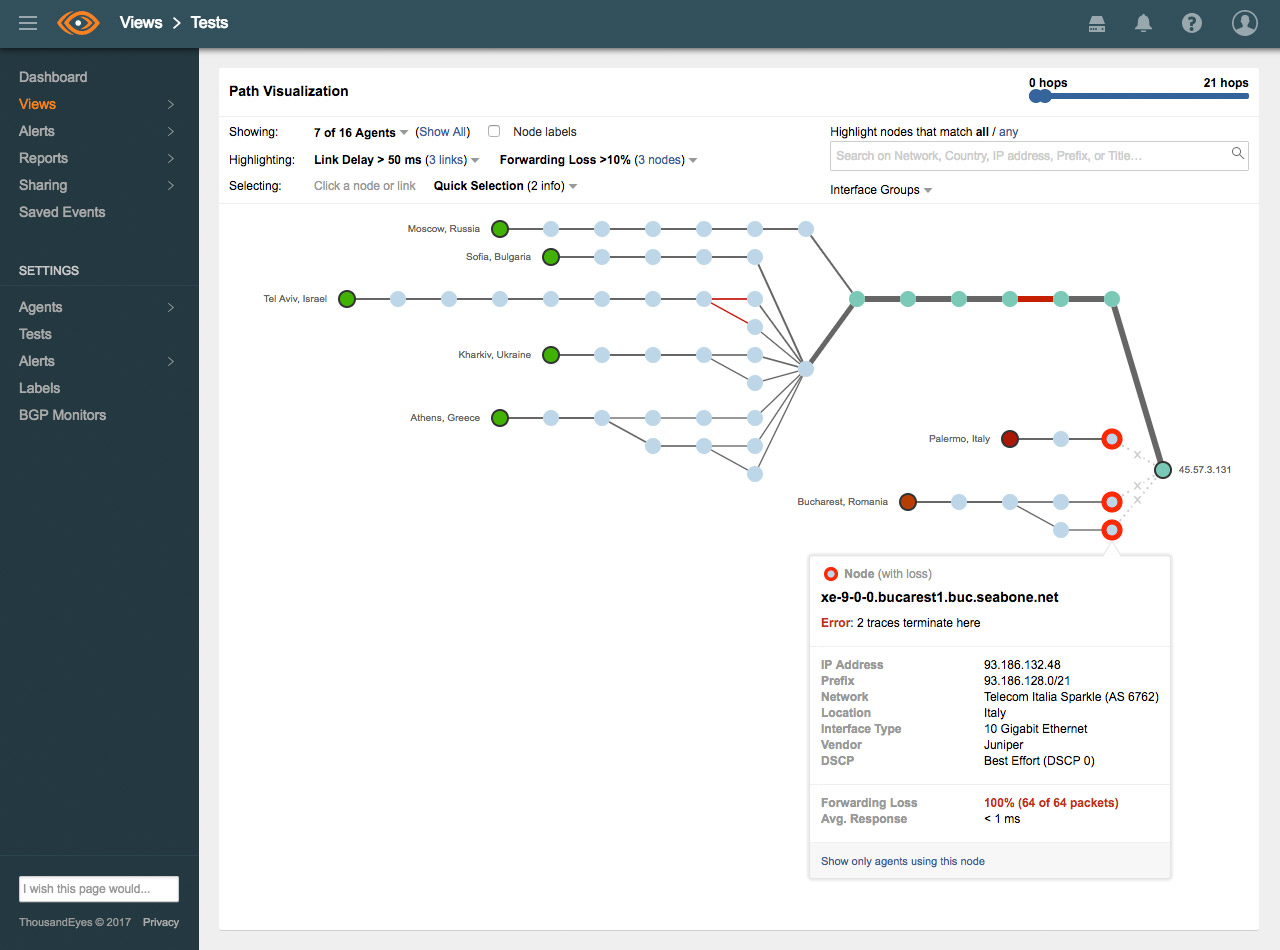 Views > Tests
Dashboard
Views
Alerts
Reports
Sharing
Saved Events
SETTINGS
Agents
Tests
Alerts
Labels
BGP Monitors
I wish this page would...
ThousandEyes © 2017 Privacy
Path Visualization
0 hops 21 hops
Showing: 7 of 16 Agents (Show All) Node labels
Highlighting: Link Delay > 50 ms (3 links) Forwarding Loss >10% (3 nodes)
Selecting: Click a node or link Quick Selection (2 info)
Highlight nodes that match all / any
Search on Network, Country, IP address, Prefix, or Title…
Interface Groups
Moscow, Russia
Sofia, Bulgaria
Tel Aviv, Israel
Kharkiv, Ukraine
Athens, Greece
Palermo, Italy
x
45.57.3.131
x
Bucharest, Romania
x
Node (with loss)
xe-9-0-0.bucarest1.buc.seabone.net
Error: 2 traces terminate here
IP Address 93.186.132.48
Prefix 93.186.128.0/21
Network Telecom Italia Sparkle (AS 6762)
Location Italy
Interface Type 10 Gigabit Ethernet
Vendor Juniper
DSCP Best Effort (DSCP 0)
Forwarding Loss 100% (64 of 64 packets)
Avg. Response < 1 ms
Show only agents using this node